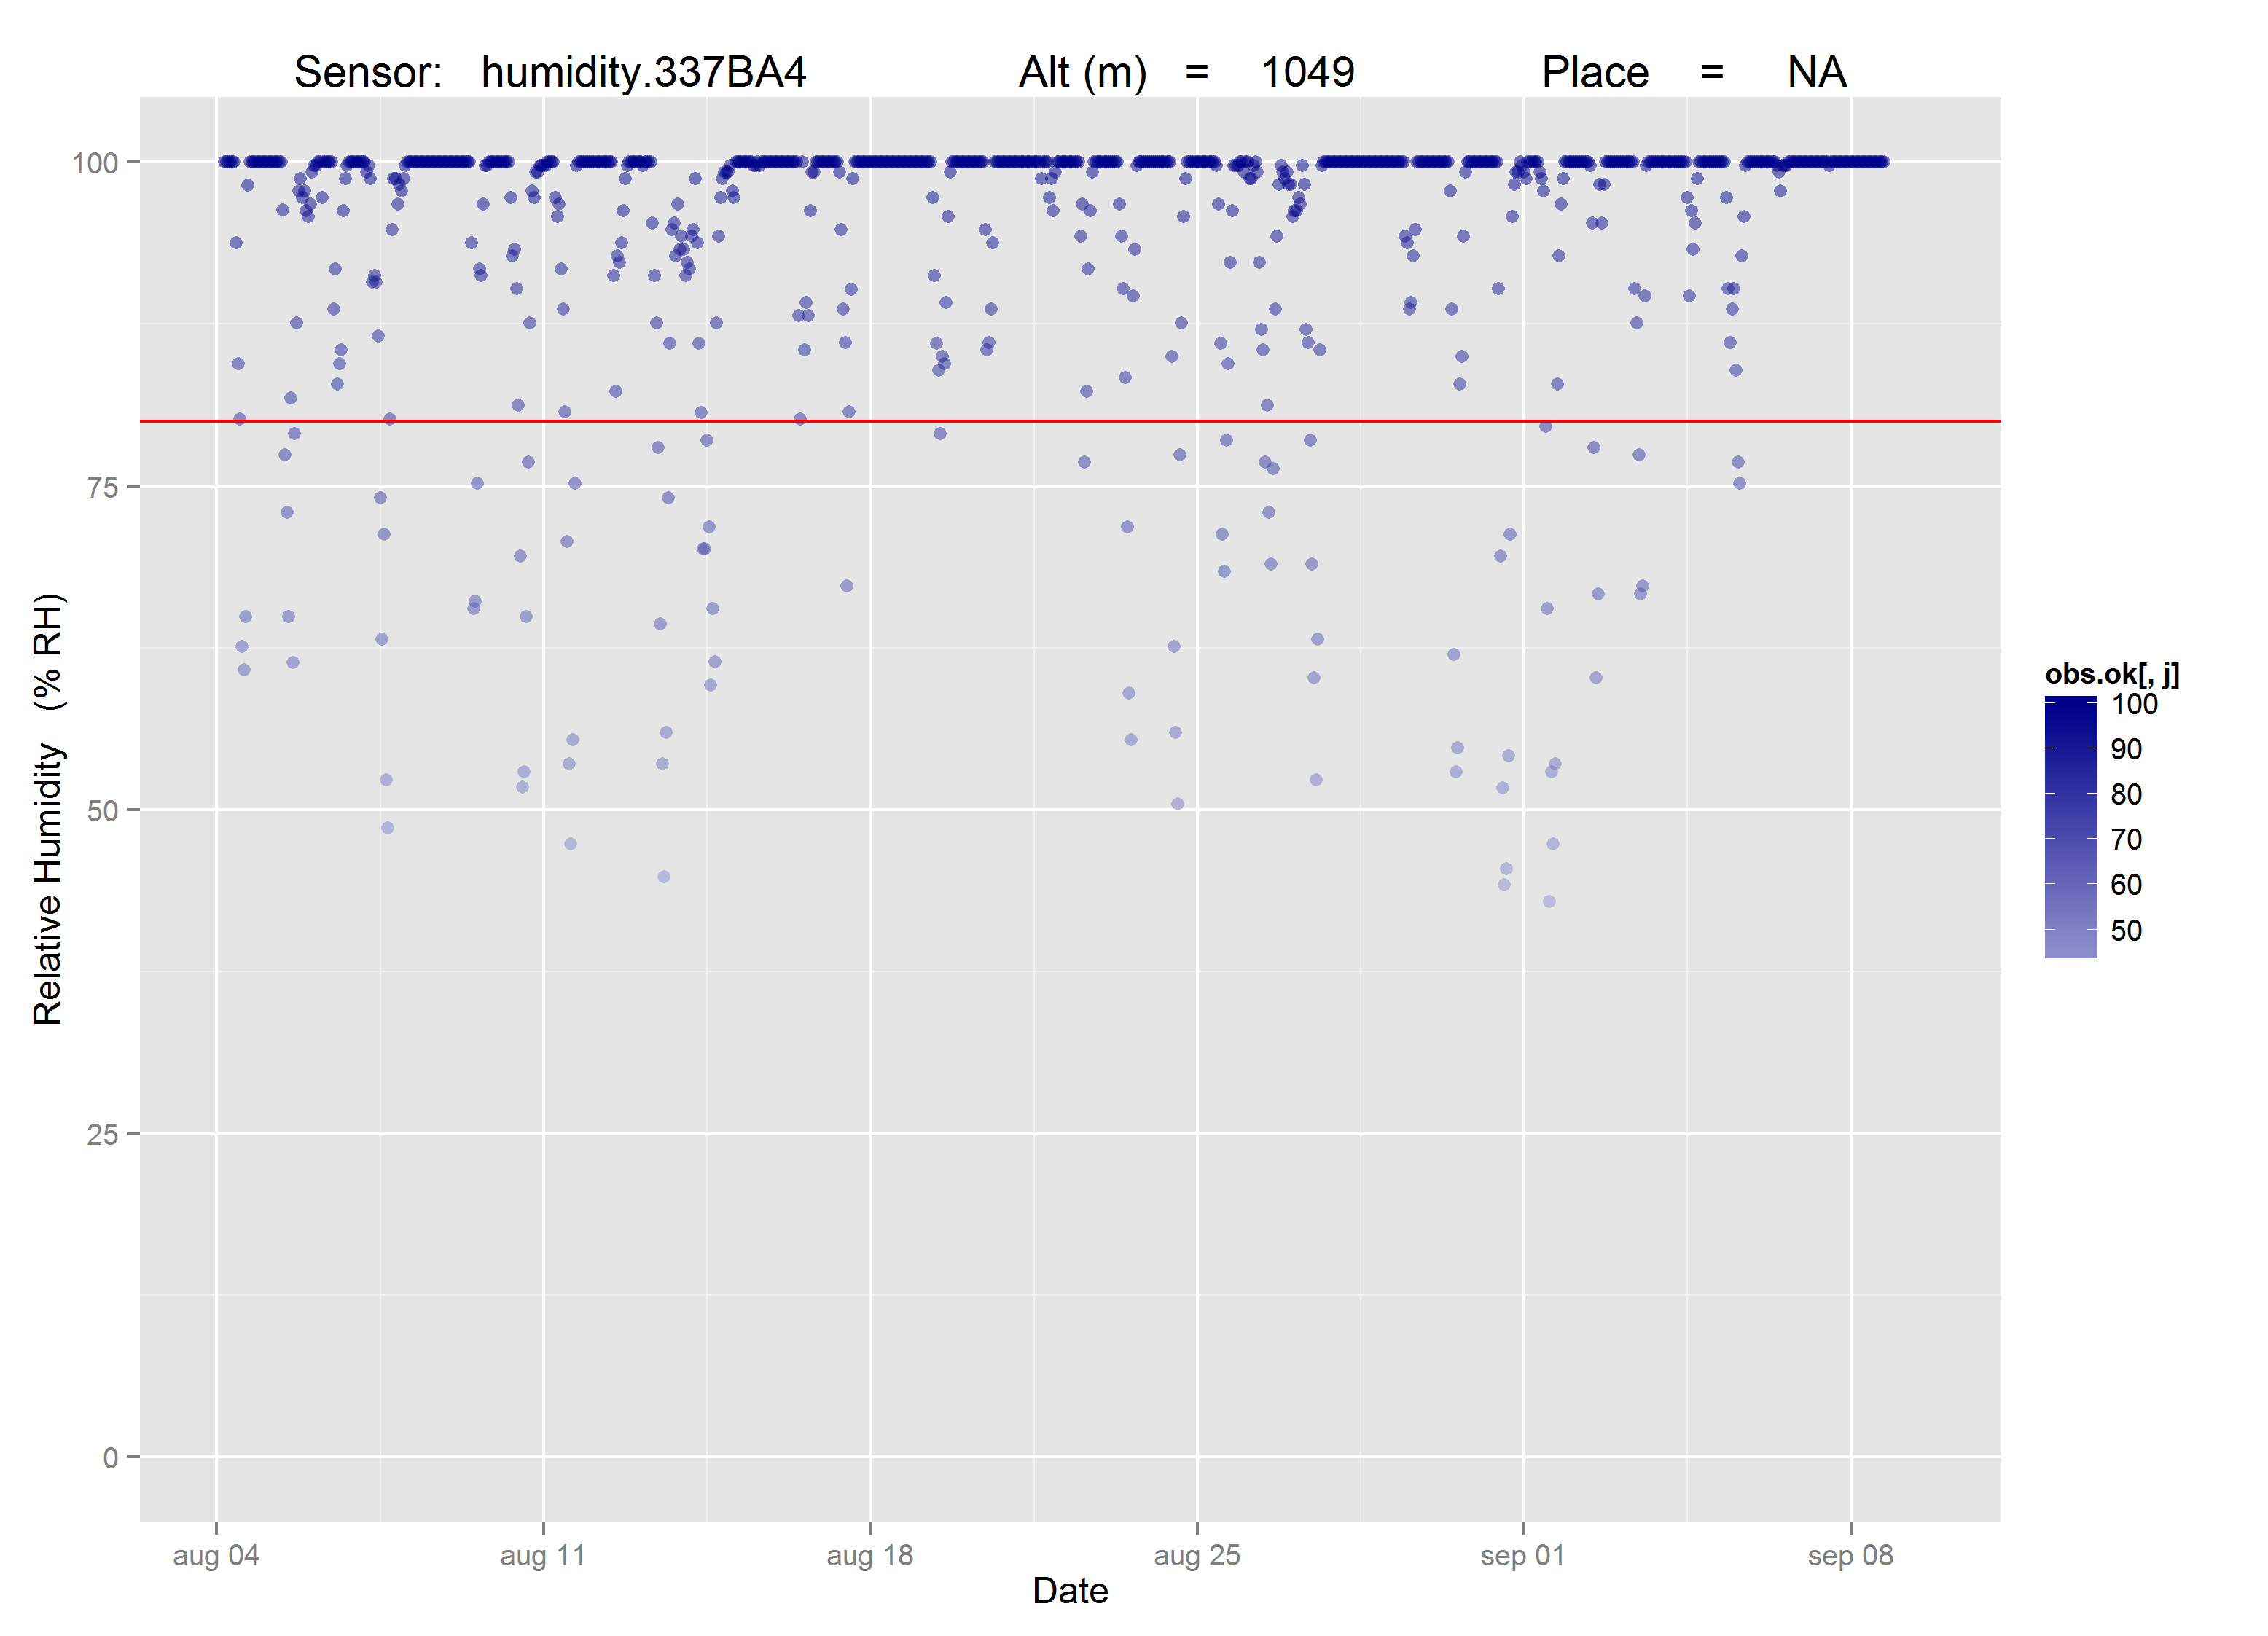 Sensor: humidity.337BA4 Alt (m) = 1049 Place = NA
Relative Humidity (% RH)
100
75
50
25
0
aug 04 aug 11 aug 18 aug 25 sep 01 sep 08
Date
obs.ok[, j]
100
90
80
70
60
50